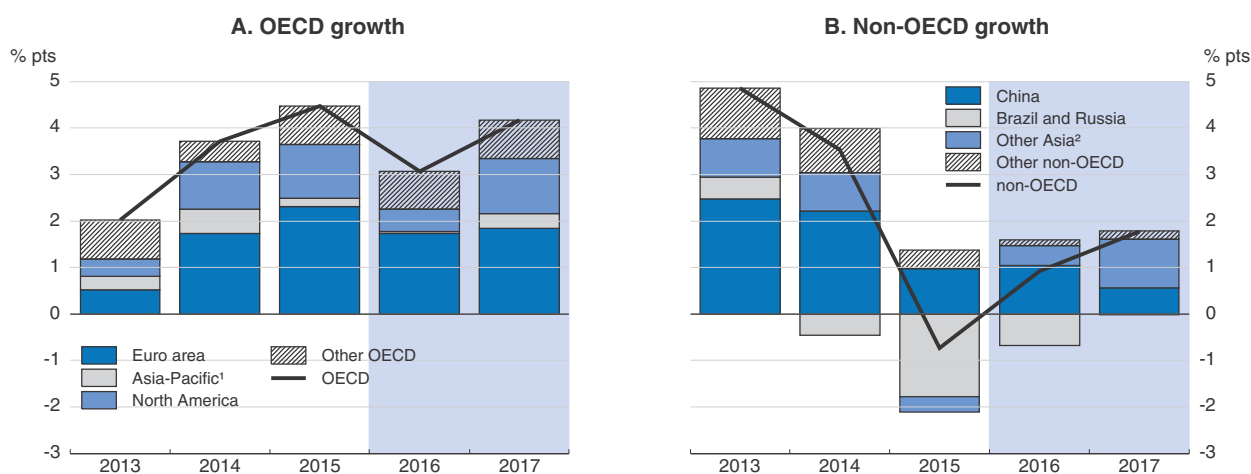 A. OECD growth
% pts
5
4
3
2
1
0
-1
-2
-3
Euro area
Asia-Pacific¹
North America
Other OECD
OECD
2013 2014 2015 2016 2017
B. Non-OECD growth
% pts
5
4
3
2
1
0
-1
-2
-3
China
Brazil and Russia
Other Asia²
Other non-OECD
non-OECD
2013 2014 2015 2016 2017